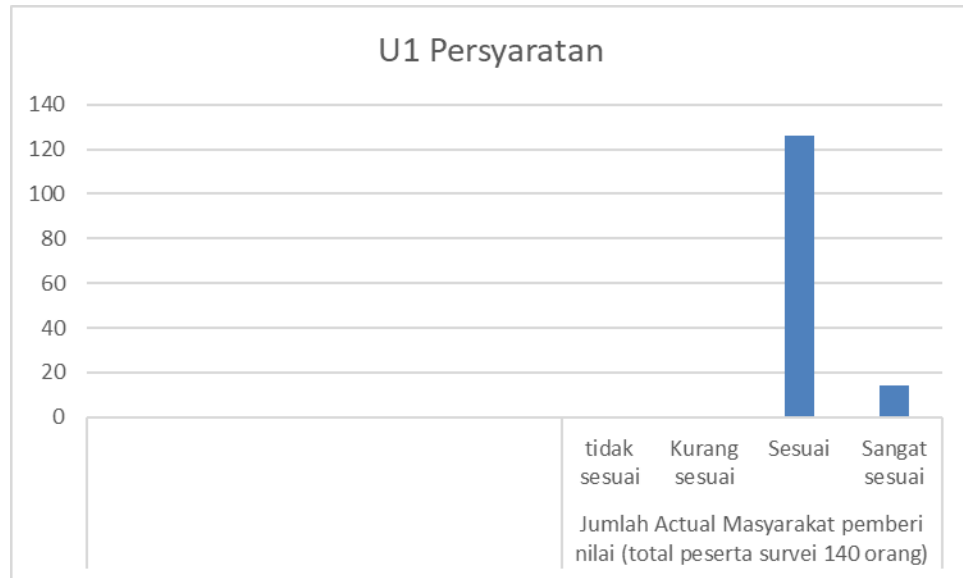 U1 Persyaratan
140
120
100
80
60
40
20
0
tidak sesuai
Kurang sesuai
Sesuai
Sangat sesuai
Jumlah Actual Masyarakat pemberi
nilai (total peserta survei 140 orang)